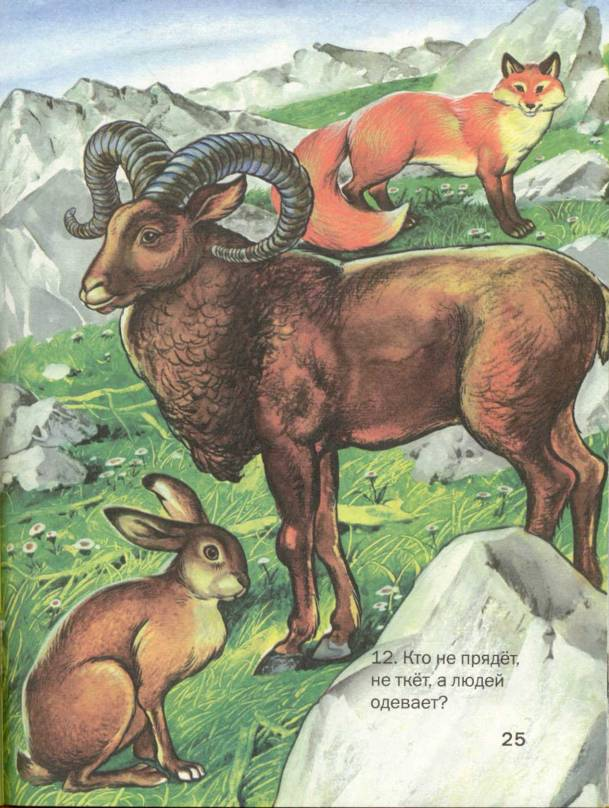 12. Кто не прядёт,
не ткёт, а людей
одевает?
25